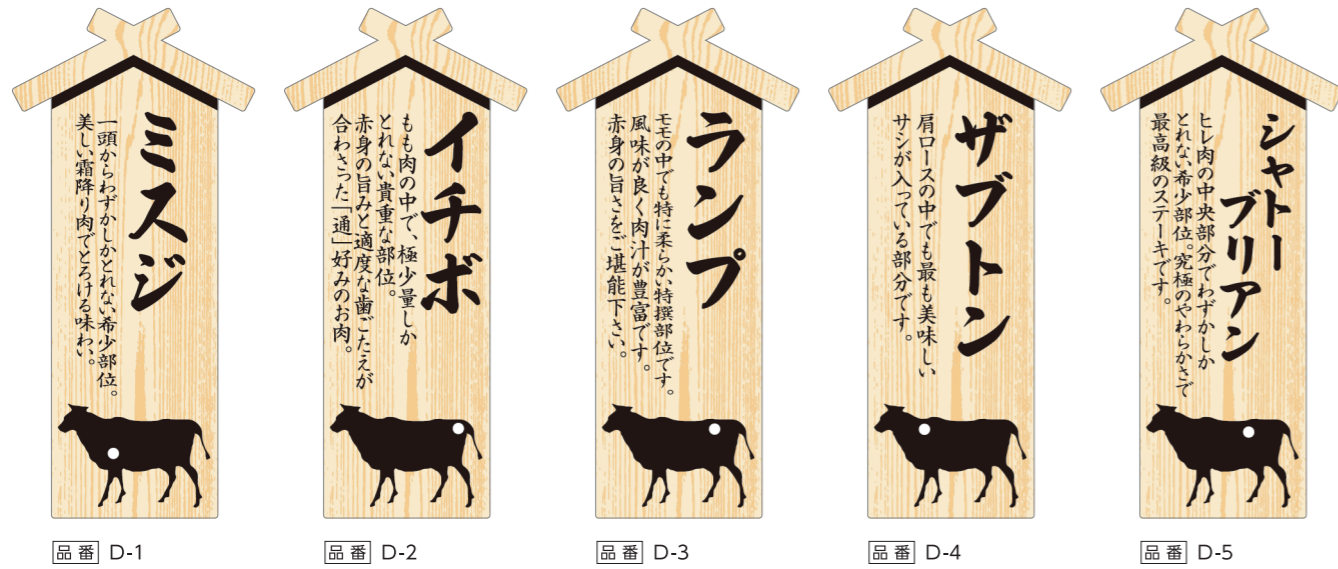 ミスジ
一頭からわずかしかとれない希少部位。
美しい霜降り肉でとろける味わい。
品番 D-1
イチボ
もも肉の中で、極少量しか
とれない貴重な部位。
赤身の旨みと適度な歯ごたえが
合わさった「通」好みのお肉。
品番 D-2
ランプ
モモの中でも特に柔らかい特撰部位です。
風味が良く肉汁が豊富です。
赤身の旨さをご堪能下さい。
品番 D-3
ザブトン
肩ロースの中でも最も美味しい
サシが入っている部分です。
品番 D-4
シャトー
ブリアン
ヒレ肉の中央部分でわずかしか
とれない希少部位。究極のやわらかさで
最高級のステーキです。
品番 D-5